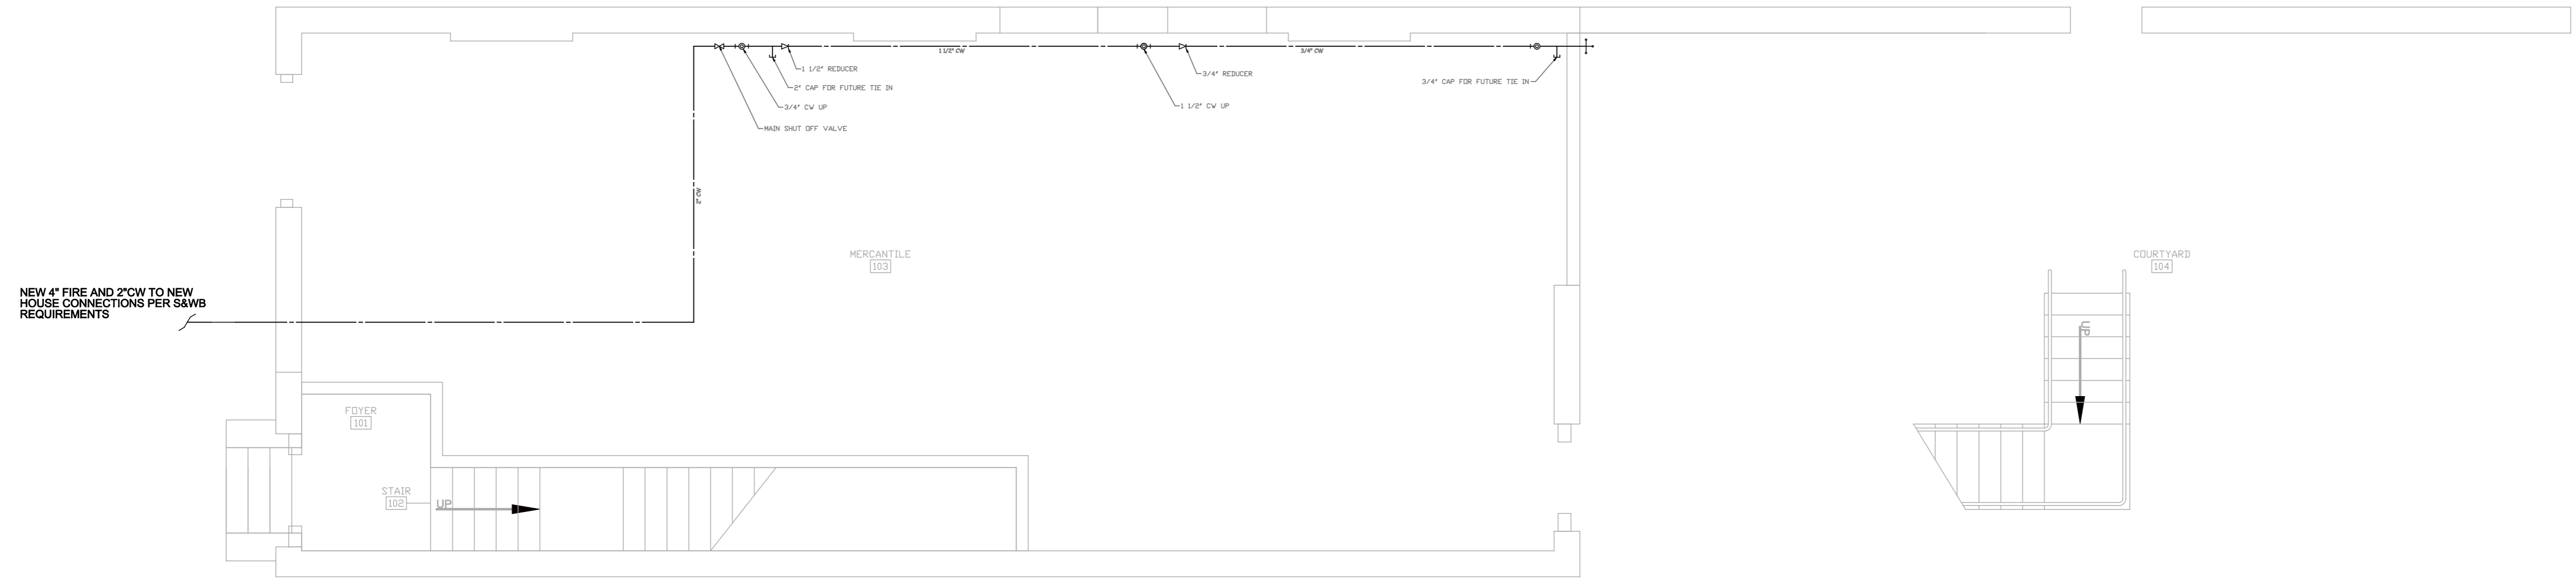 1 1/2" CW
3/4" CW
1 1/2" REDUCER
3/4" REDUCER
2" CAP FOR FUTURE TIE IN
3/4" CAP FOR FUTURE TIE IN
3/4" CW UP
1 1/2" CW UP
MAIN SHUT OFF VALVE
2" CW
MERCANTILE
103
COURTYARD
104
NEW 4" FIRE AND 2"CW TO NEW
HOUSE CONNECTIONS PER S&WB
REQUIREMENTS
UP
FOYER
101
STAIR
102
UP